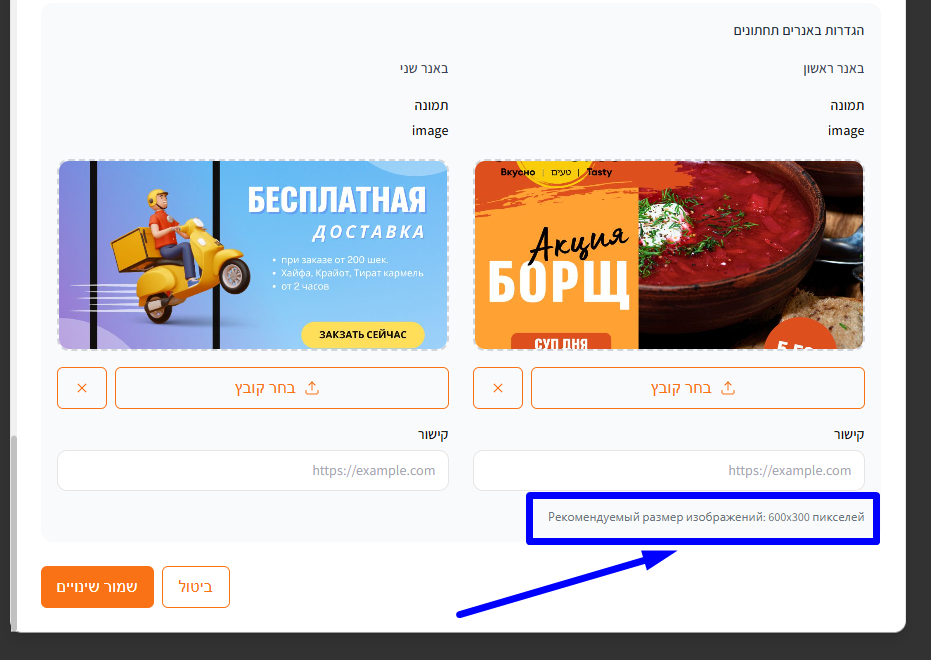 הגדרות באנרים תחתונים
באנר ראשון
תמונה
image
Вкусно | טעים | Tasty
Акция
БОРЩ
СУП ДНЯ
בחר קובץ
קישור
https://example.com
Рекомендуемый размер изображений: 600x300 пикселей
באנר שני
תמונה
image
БЕСПЛАТНАЯ
ДОСТАВКА
• при заказе от 200 шек.
• Хайфа, Крайот, Тират кармель
• от 2 часов
ЗАКЗАТЬ СЕЙЧАС
בחר קובץ
קישור
https://example.com
ביטול
שמור שינויים